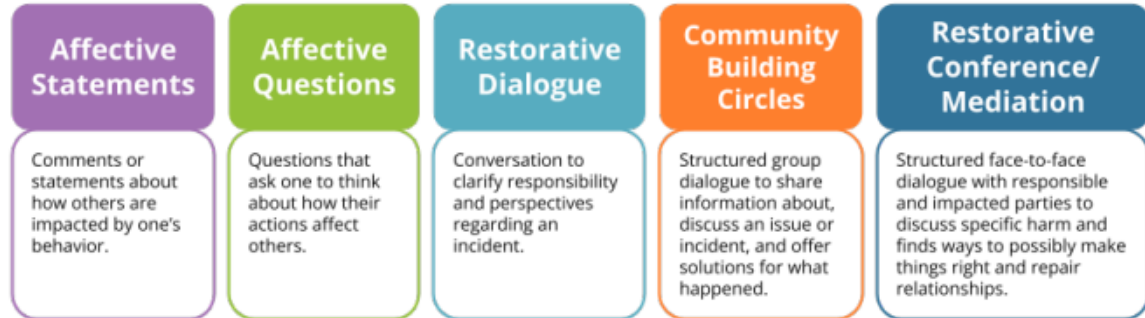 Affective
Statements
Comments or
statements about
how others are
impacted by one's
behavior.
Affective
Questions
Questions that
ask one to think
about how their
actions affect
others.
Restorative
Dialogue
Conversation to
clarify responsibility
and perspectives
regarding an
incident.
Community
Building
Circles
Structured group
dialogue to share
information about,
discuss an issue or
incident, and offer
solutions for what
happened.
Restorative
Conference/
Mediation
Structured face-to-face
dialogue with responsible
and impacted parties to
discuss specific harm and
finds ways to possibly make
things right and repair
relationships.